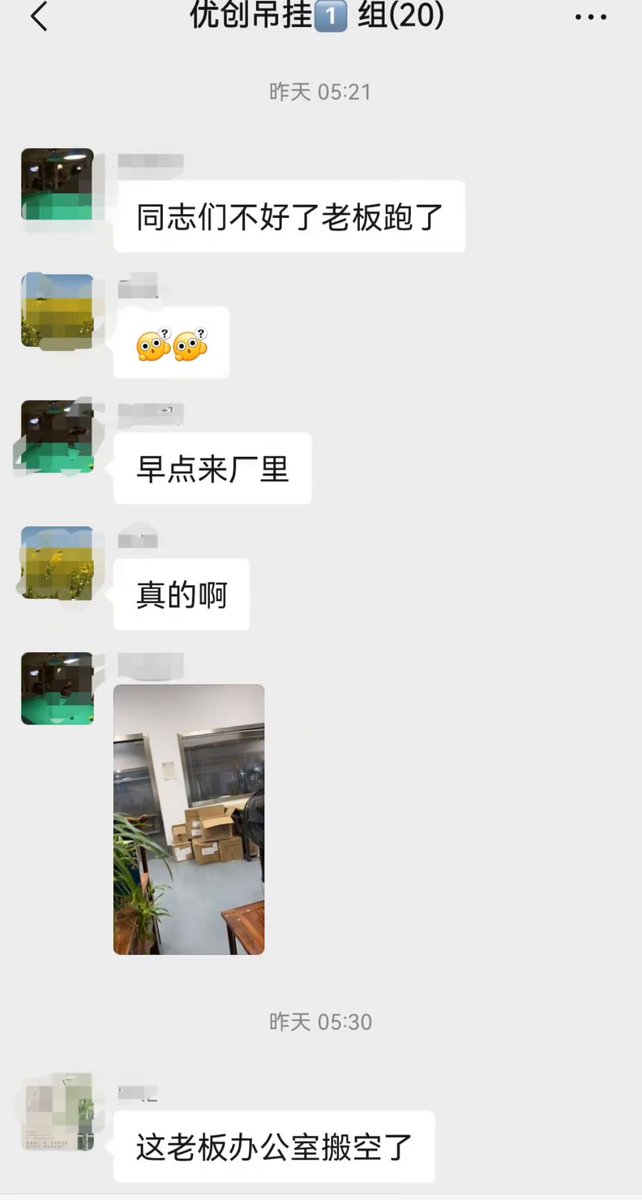 优创吊挂1️⃣ 组(20)
昨天 05:21
同志们不好了老板跑了
早点来厂里
真的啊
昨天 05:30
这老板办公室搬空了